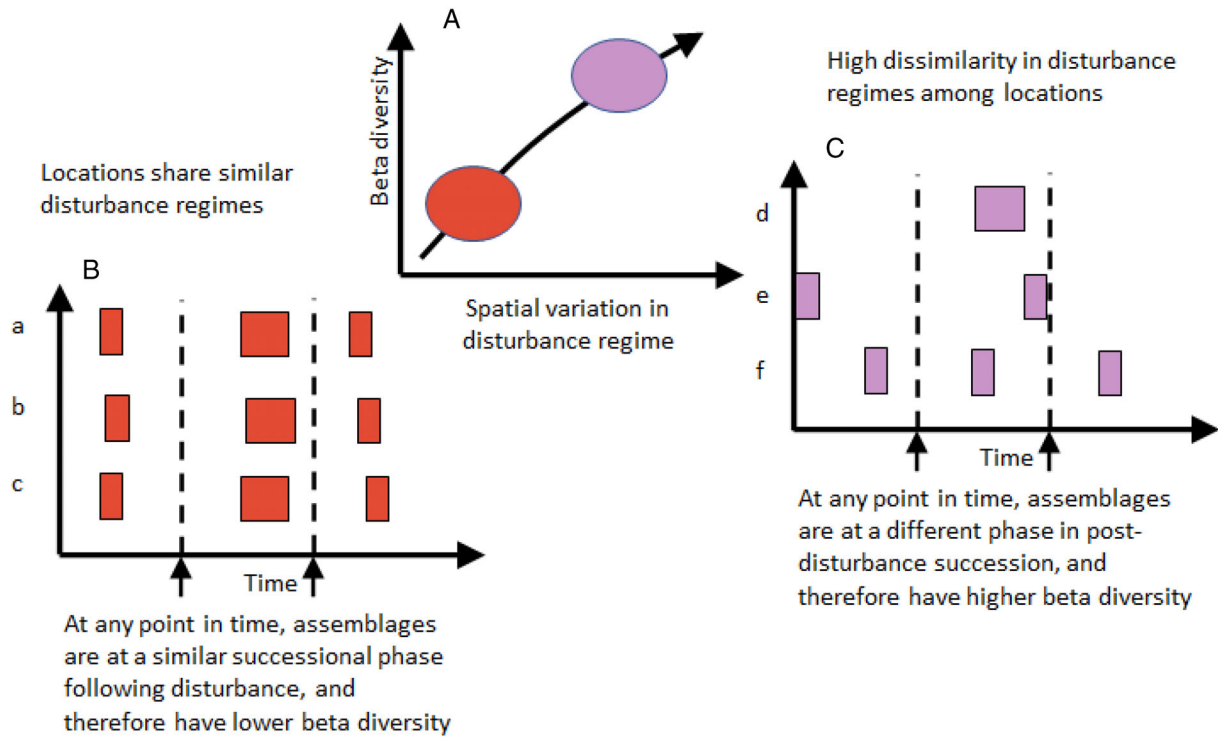 A
Beta diversity
Spatial variation in
disturbance regime
Locations share similar
disturbance regimes
B
a
b
c
Time
At any point in time, assemblages
are at a similar successional phase
following disturbance, and
therefore have lower beta diversity
High dissimilarity in disturbance
regimes among locations
C
d
e
f
Time
At any point in time, assemblages
are at a different phase in post-
disturbance succession, and
therefore have higher beta diversity